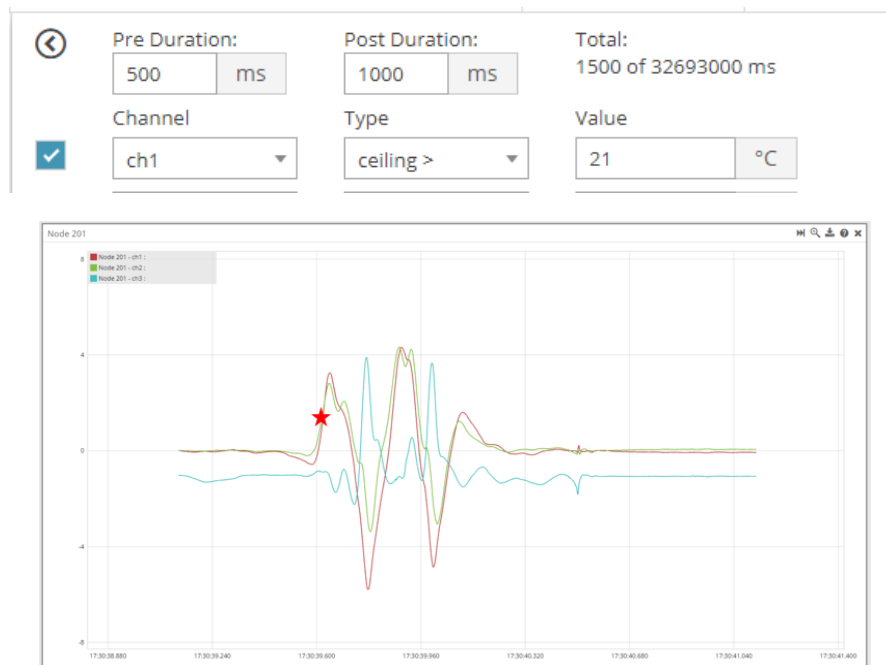 Pre Duration: Post Duration: Total:
500 ms 1000 ms 1500 of 32693000 ms
Channel Type Value
ch1 ceiling > 21 °C
Node 201
Node 201 - ch1 :
Node 201 - ch2 :
Node 201 - ch3 :
8
4
0
-4
-8
17:30:38.880 17:30:39.240 17:30:39.600 17:30:39.960 17:30:40.320 17:30:40.680 17:30:41.040 17:30:41.400